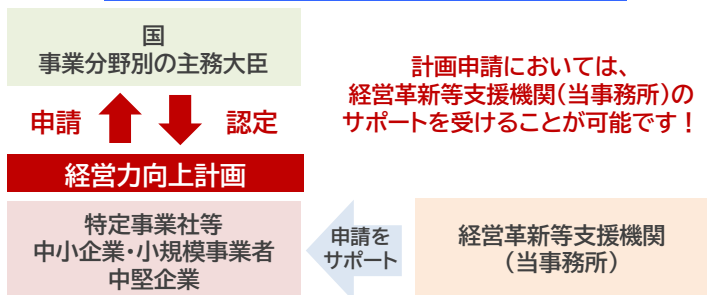 国
事業分野別の主務大臣
計画申請においては、
経営革新等支援機関(当事務所)の
サポートを受けることが可能です！
申請
認定
経営力向上計画
特定事業社等
中小企業・小規模事業者
中堅企業
申請を
サポート
経営革新等支援機関
(当事務所)